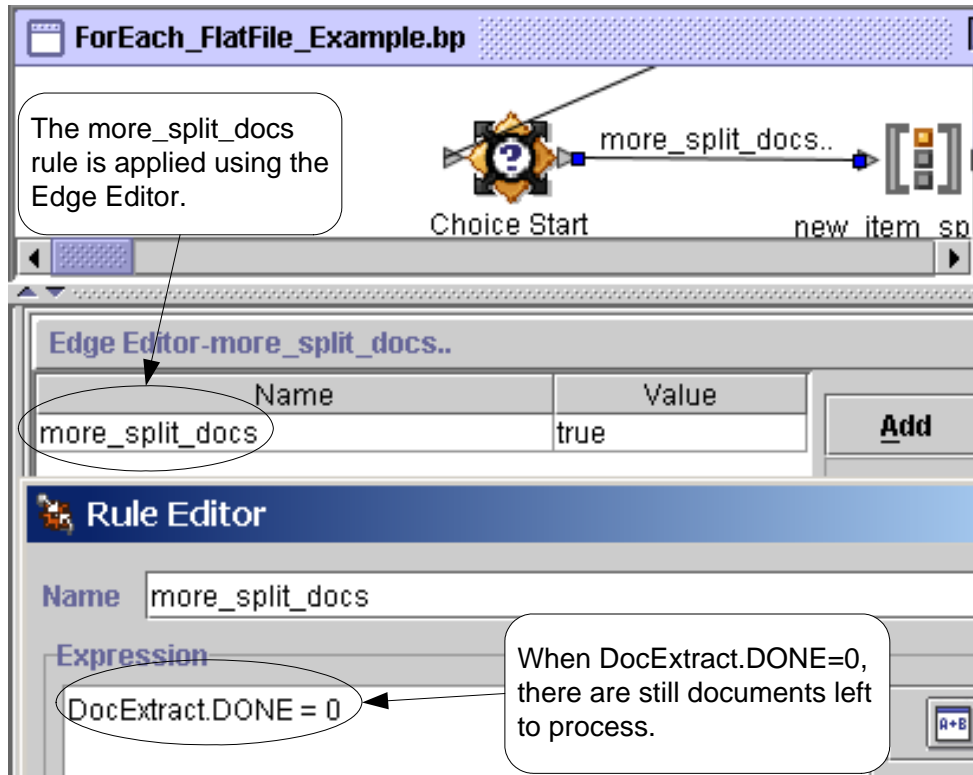 ForEach_FlatFile_Example.bp
The more_split_docs
rule is applied using the
Edge Editor.
more_split_docs..
?
Choice Start
new_item_sp
Edge Editor-more_split_docs..
Name
Value
more_split_docs
true
Add
Rule Editor
Name
more_split_docs
Expression
DocExtract.DONE = 0
When DocExtract.DONE=0,
there are still documents left
to process.
A+B